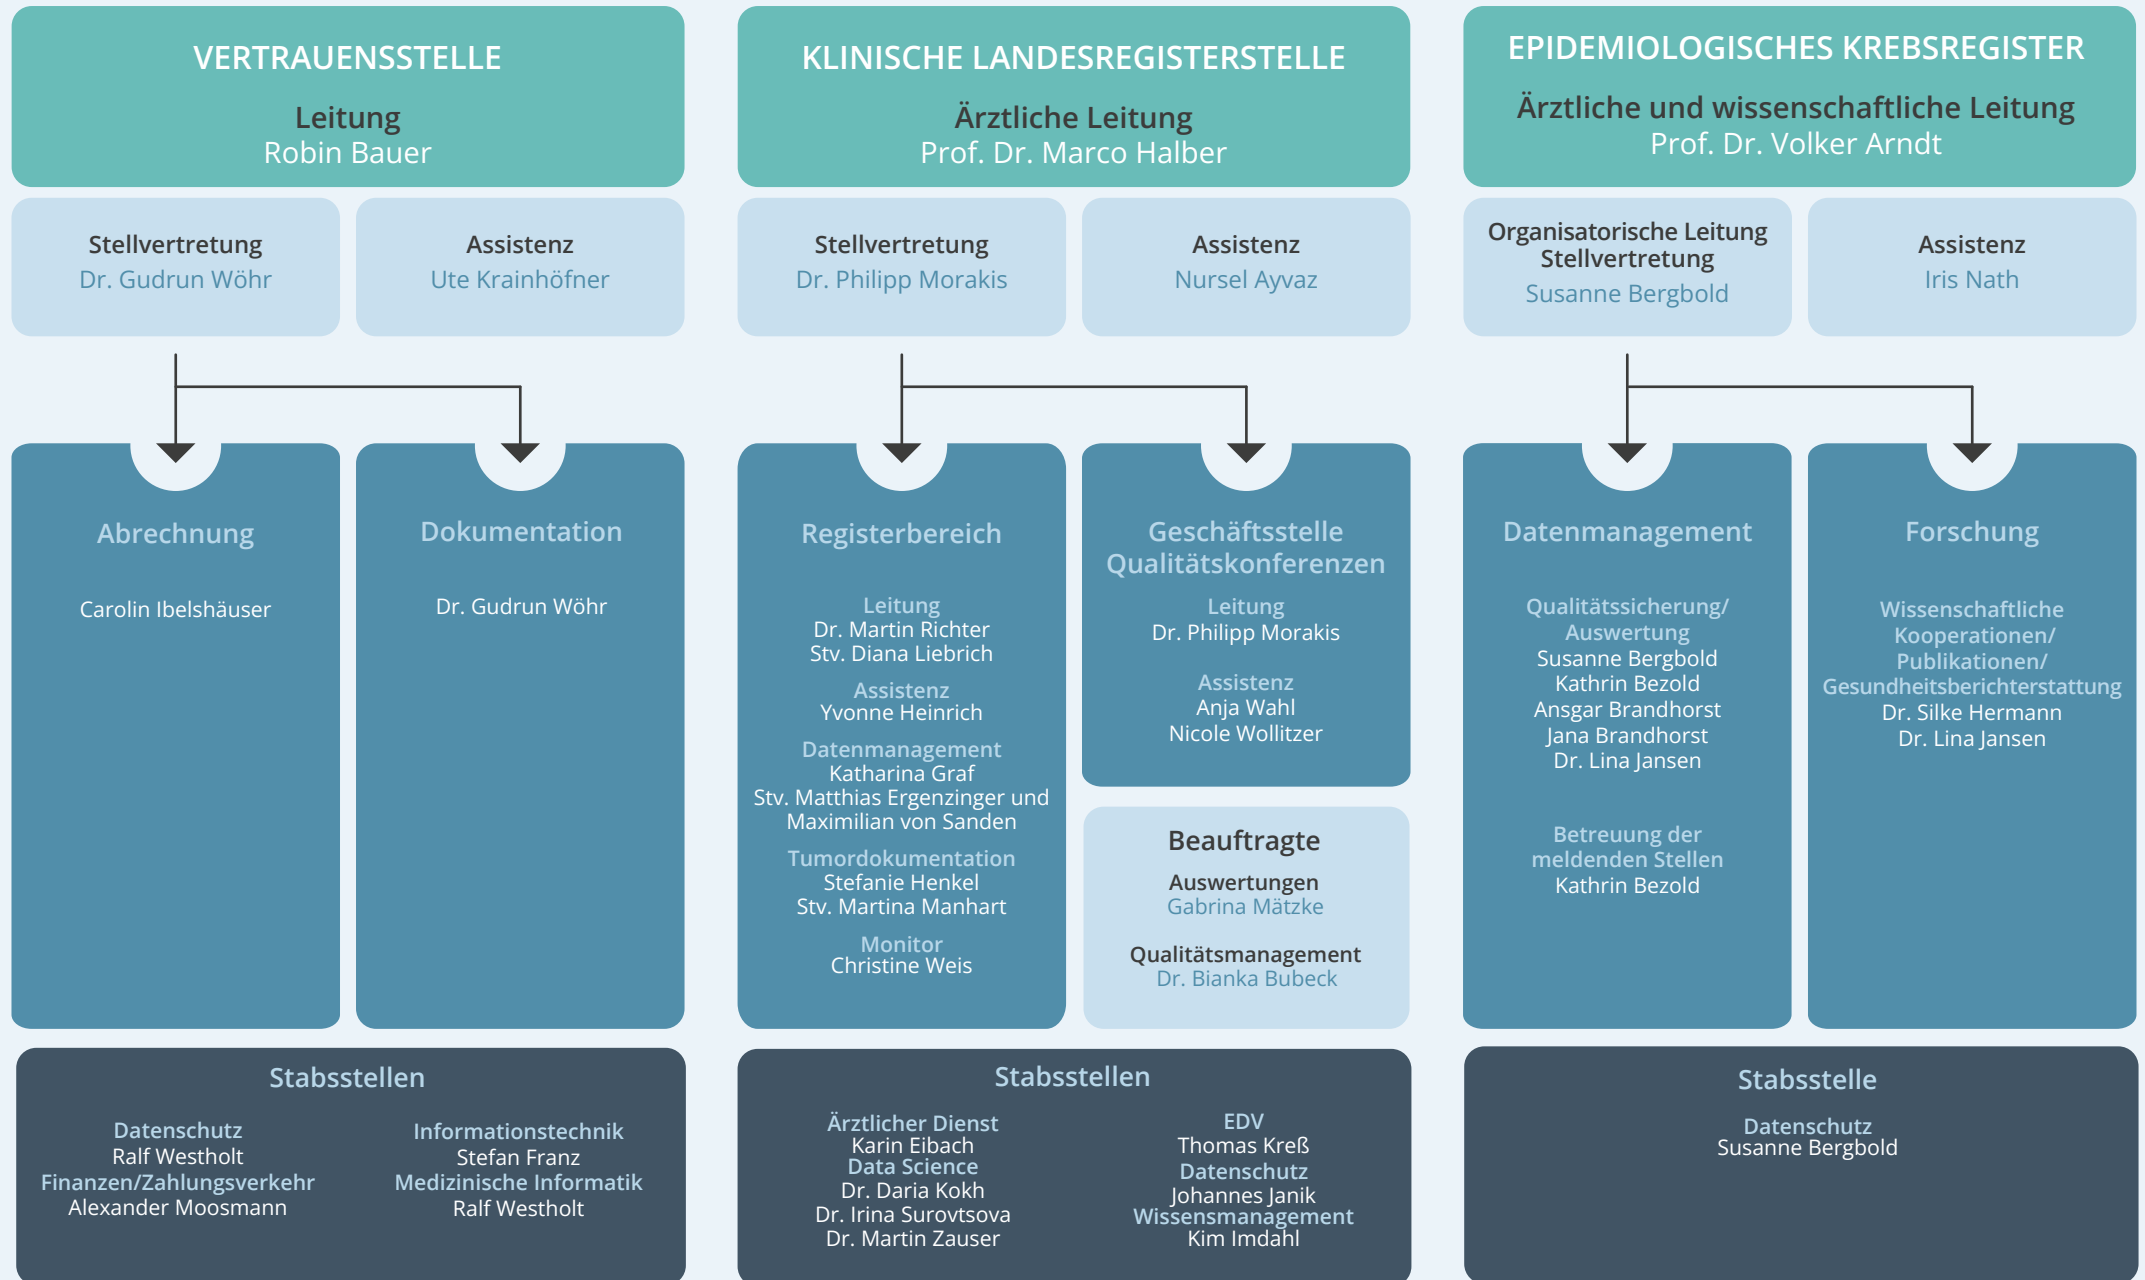 VERTRAUENSSTELLE
Leitung
Robin Bauer
Stellvertretung
Dr. Gudrun Wöhr
Assistenz
Ute Krainhöfner
Abrechnung
Carolin Ibelshäuser
Dokumentation
Dr. Gudrun Wöhr
Stabsstellen
Datenschutz
Ralf Westholt
Finanzen/Zahlungsverkehr
Alexander Moosmann
Informationstechnik
Stefan Franz
Medizinische Informatik
Ralf Westholt
KLINISCHE LANDESREGISTERSTELLE
Ärztliche Leitung
Prof. Dr. Marco Halber
Stellvertretung
Dr. Philipp Morakis
Assistenz
Nursel Ayvaz
Registerbereich
Leitung
Dr. Martin Richter
Stv. Diana Liebrich
Assistenz
Yvonne Heinrich
Datenmanagement
Katharina Graf
Stv. Matthias Ergenzinger und
Maximilian von Sanden
Tumordokumentation
Stefanie Henkel
Stv. Martina Manhart
Monitor
Christine Weis
Geschäftsstelle
Qualitätskonferenzen
Leitung
Dr. Philipp Morakis
Assistenz
Anja Wahl
Nicole Wollitzer
Beauftragte
Auswertungen
Gabrina Mätzke
Qualitätsmanagement
Dr. Bianka Bubeck
Stabsstellen
Ärztlicher Dienst
Karin Eibach
Data Science
Dr. Daria Kokh
Dr. Irina Surovtsova
Dr. Martin Zauser
EDV
Thomas Kreß
Datenschutz
Johannes Janik
Wissensmanagement
Kim Imdahl
EPIDEMIOLOGISCHES KREBSREGISTER
Ärztliche und wissenschaftliche Leitung
Prof. Dr. Volker Arndt
Organisatorische Leitung
Stellvertretung
Susanne Bergbold
Assistenz
Iris Nath
Datenmanagement
Qualitätssicherung/
Auswertung
Susanne Bergbold
Kathrin Bezold
Ansgar Brandhorst
Jana Brandhorst
Dr. Lina Jansen
Betreuung der
meldenden Stellen
Kathrin Bezold
Forschung
Wissenschaftliche
Kooperationen/
Publikationen/
Gesundheitsberichterstattung
Dr. Silke Hermann
Dr. Lina Jansen
Stabsstelle
Datenschutz
Susanne Bergbold